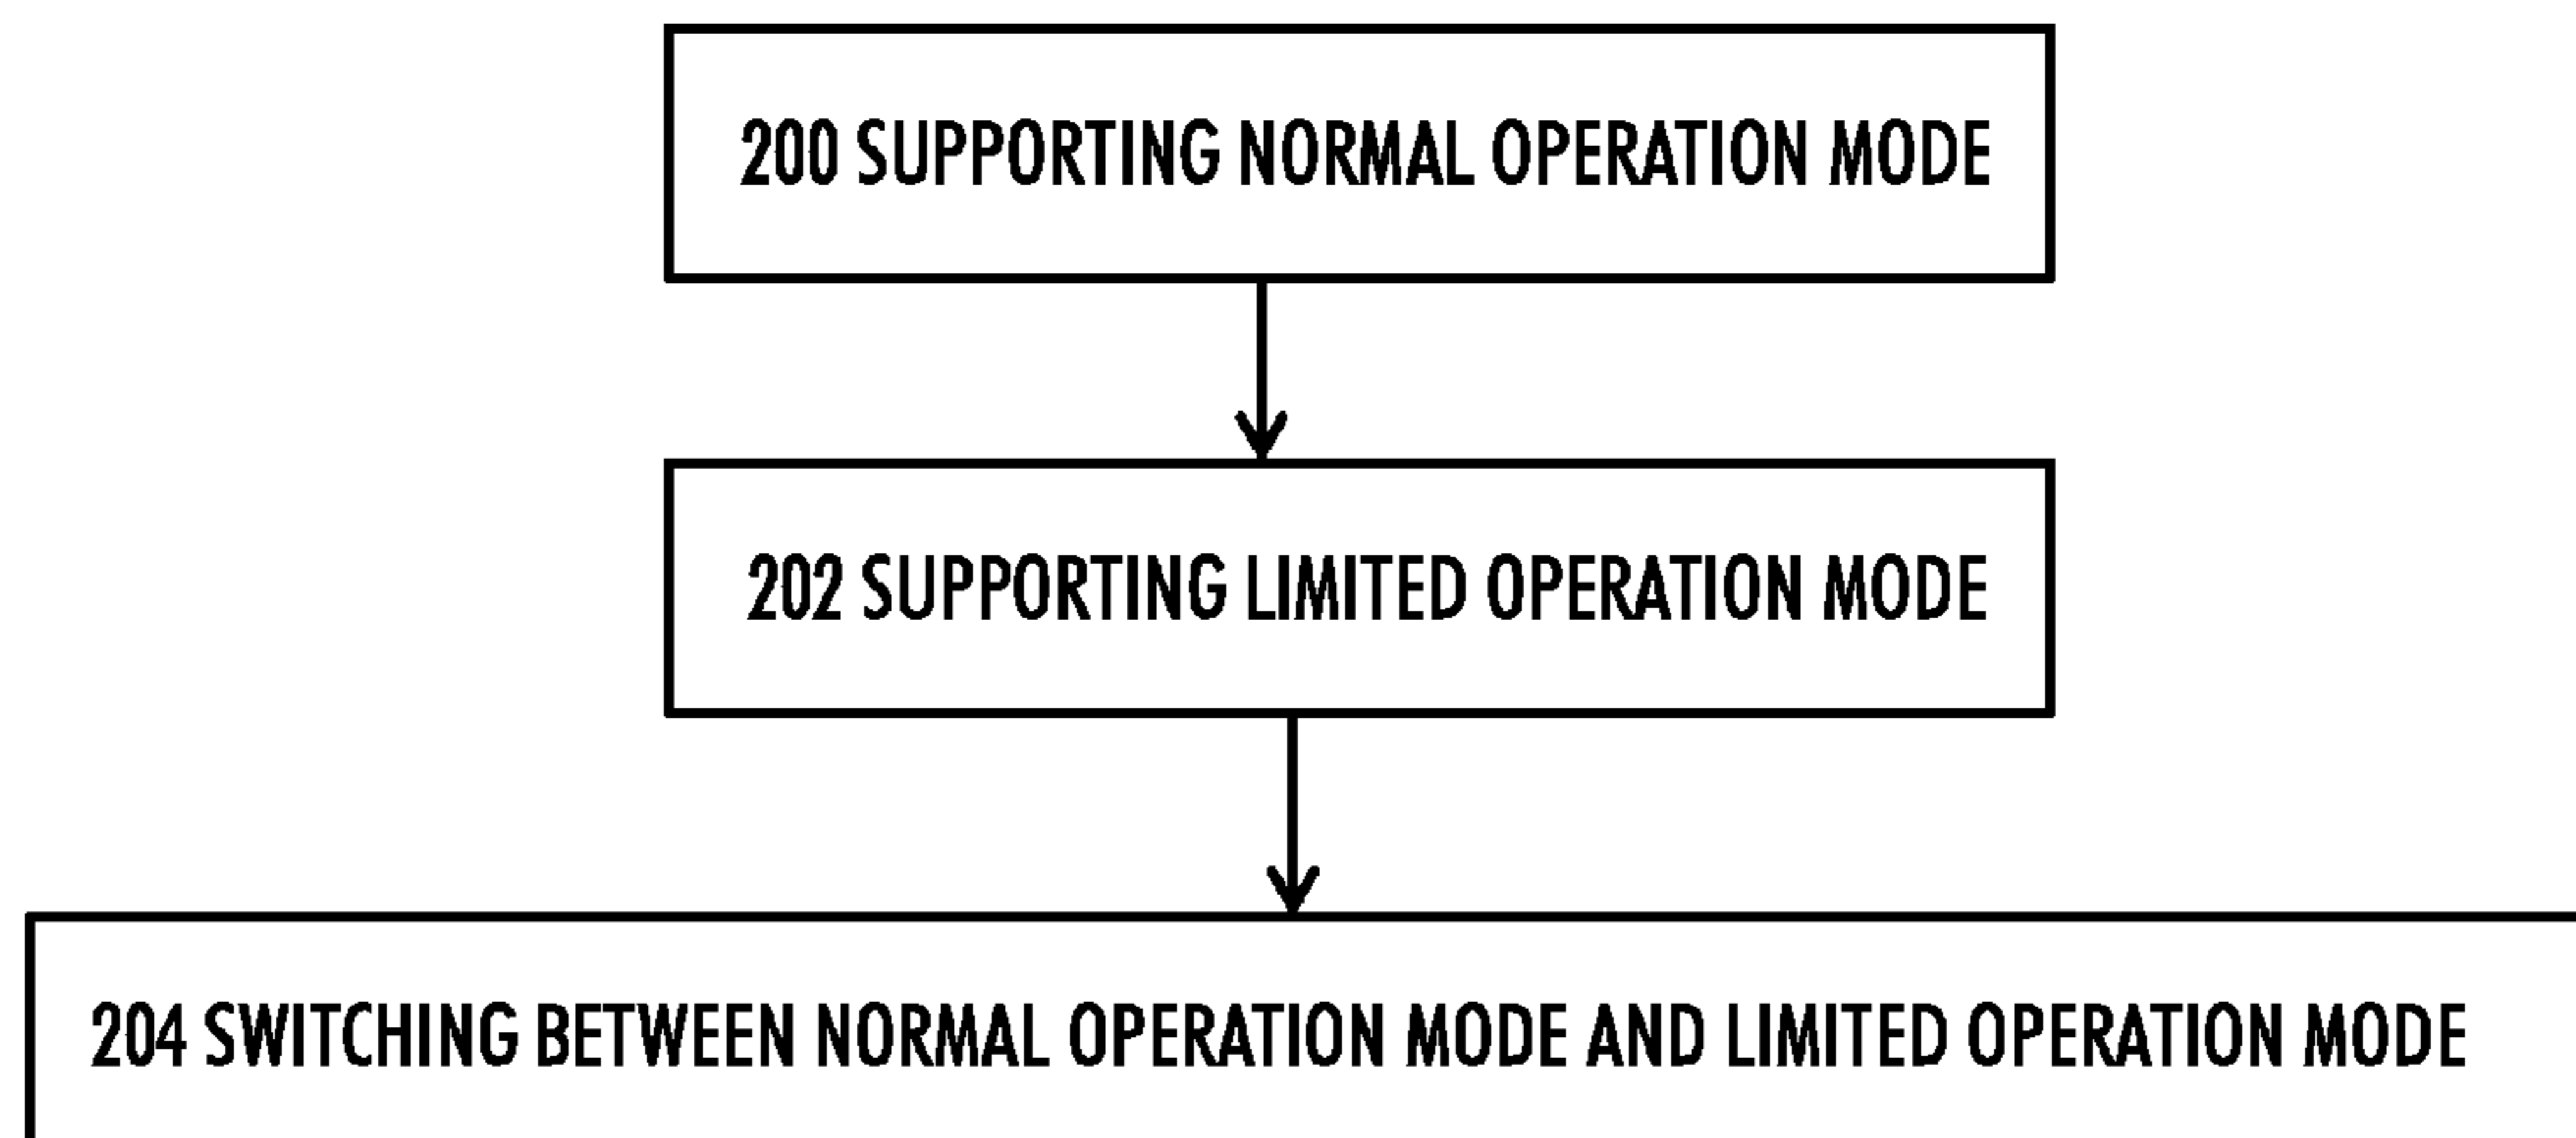 200 SUPPORTING NORMAL OPERATION MODE
202 SUPPORTING LIMITED OPERATION MODE
204 SWITCHING BETWEEN NORMAL OPERATION MODE AND LIMITED OPERATION MODE